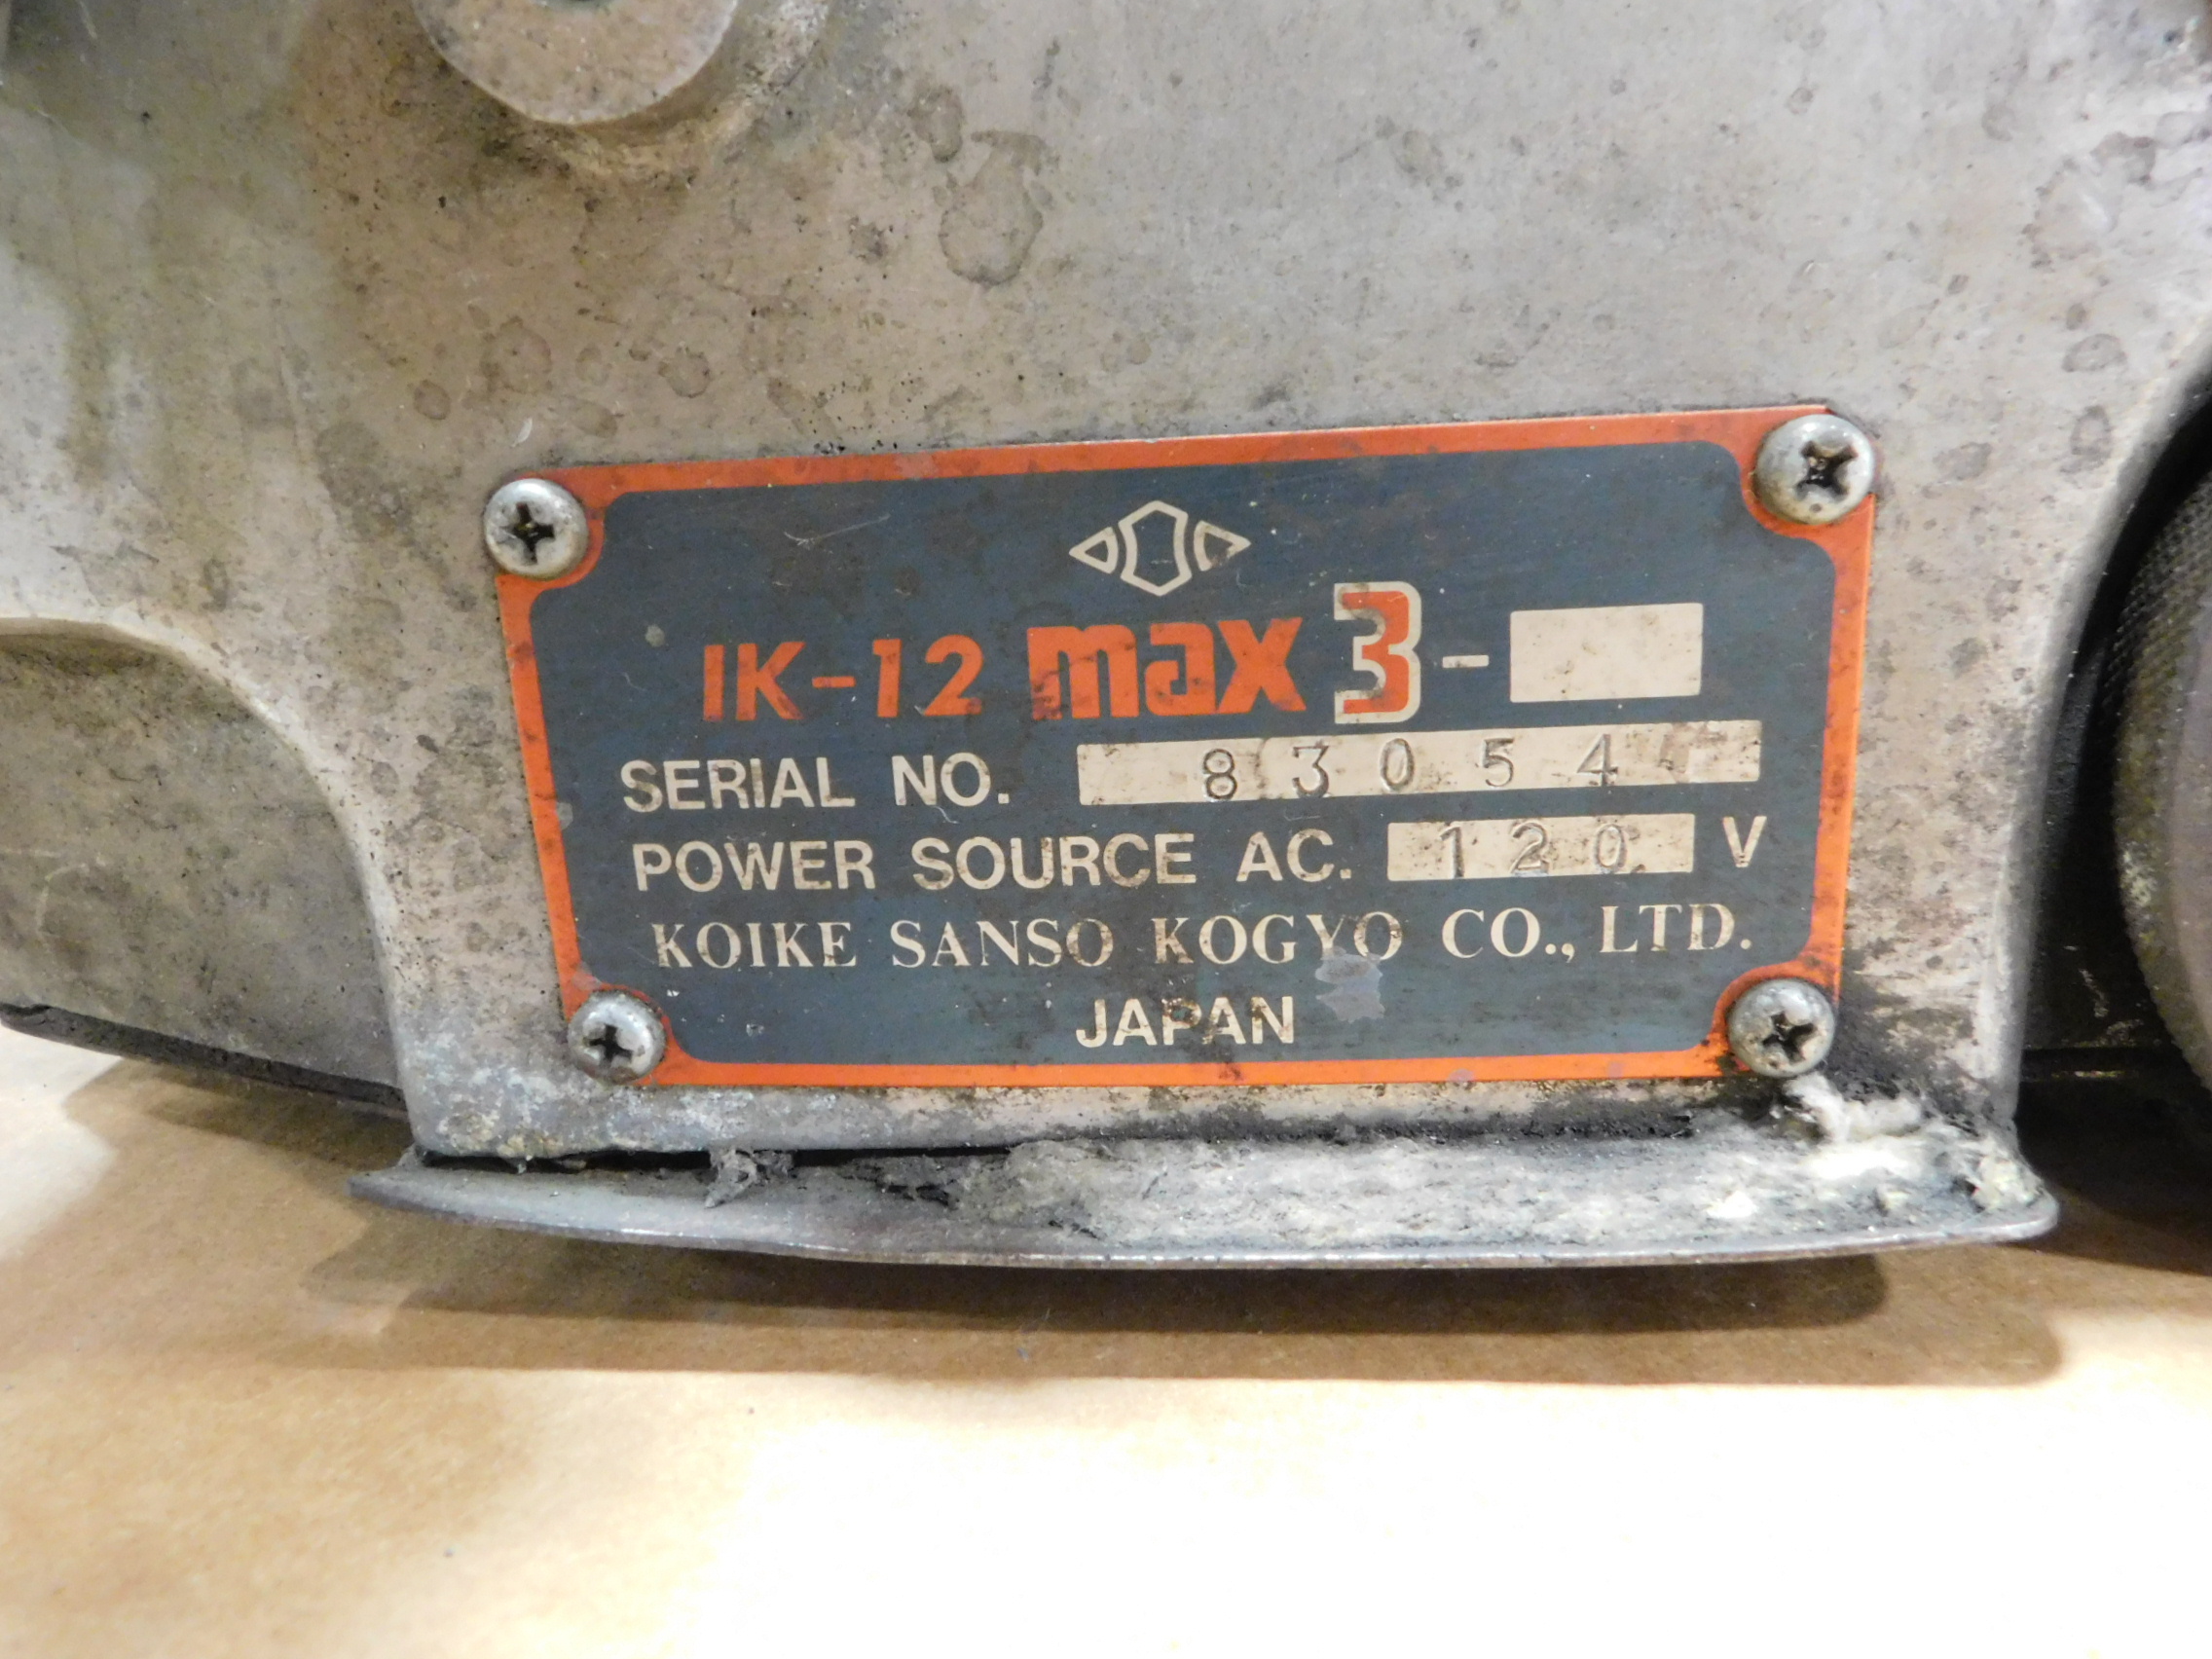 IK-12 max 3-
SERIAL NO. 83054
POWER SOURCE AC. 120 V
KOIKE SANSO KOGYO CO., LTD.
JAPAN